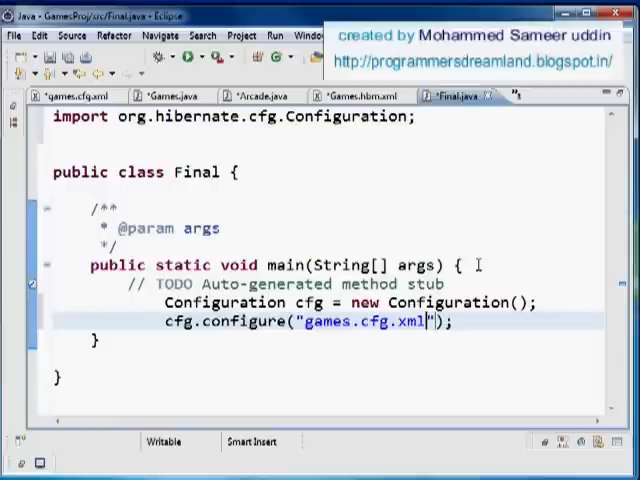 Java - GamesProj/src/Final.java - Eclipse
File Edit Source Refactor Navigate Search Project Run
created by Mohammed Sameer uddin
http://programmersdreamland.blogspot.in/
*games.cfg.xml *Games.java *Arcade.java *Games.hbm.xml *Final.java
import org.hibernate.cfg.Configuration;
public class Final {
/**
* @param args
*/
public static void main(String[] args) {
// TODO Auto-generated method stub
Configuration cfg = new Configuration();
cfg.configure("games.cfg.xml");
}
}
Writable Smart Insert